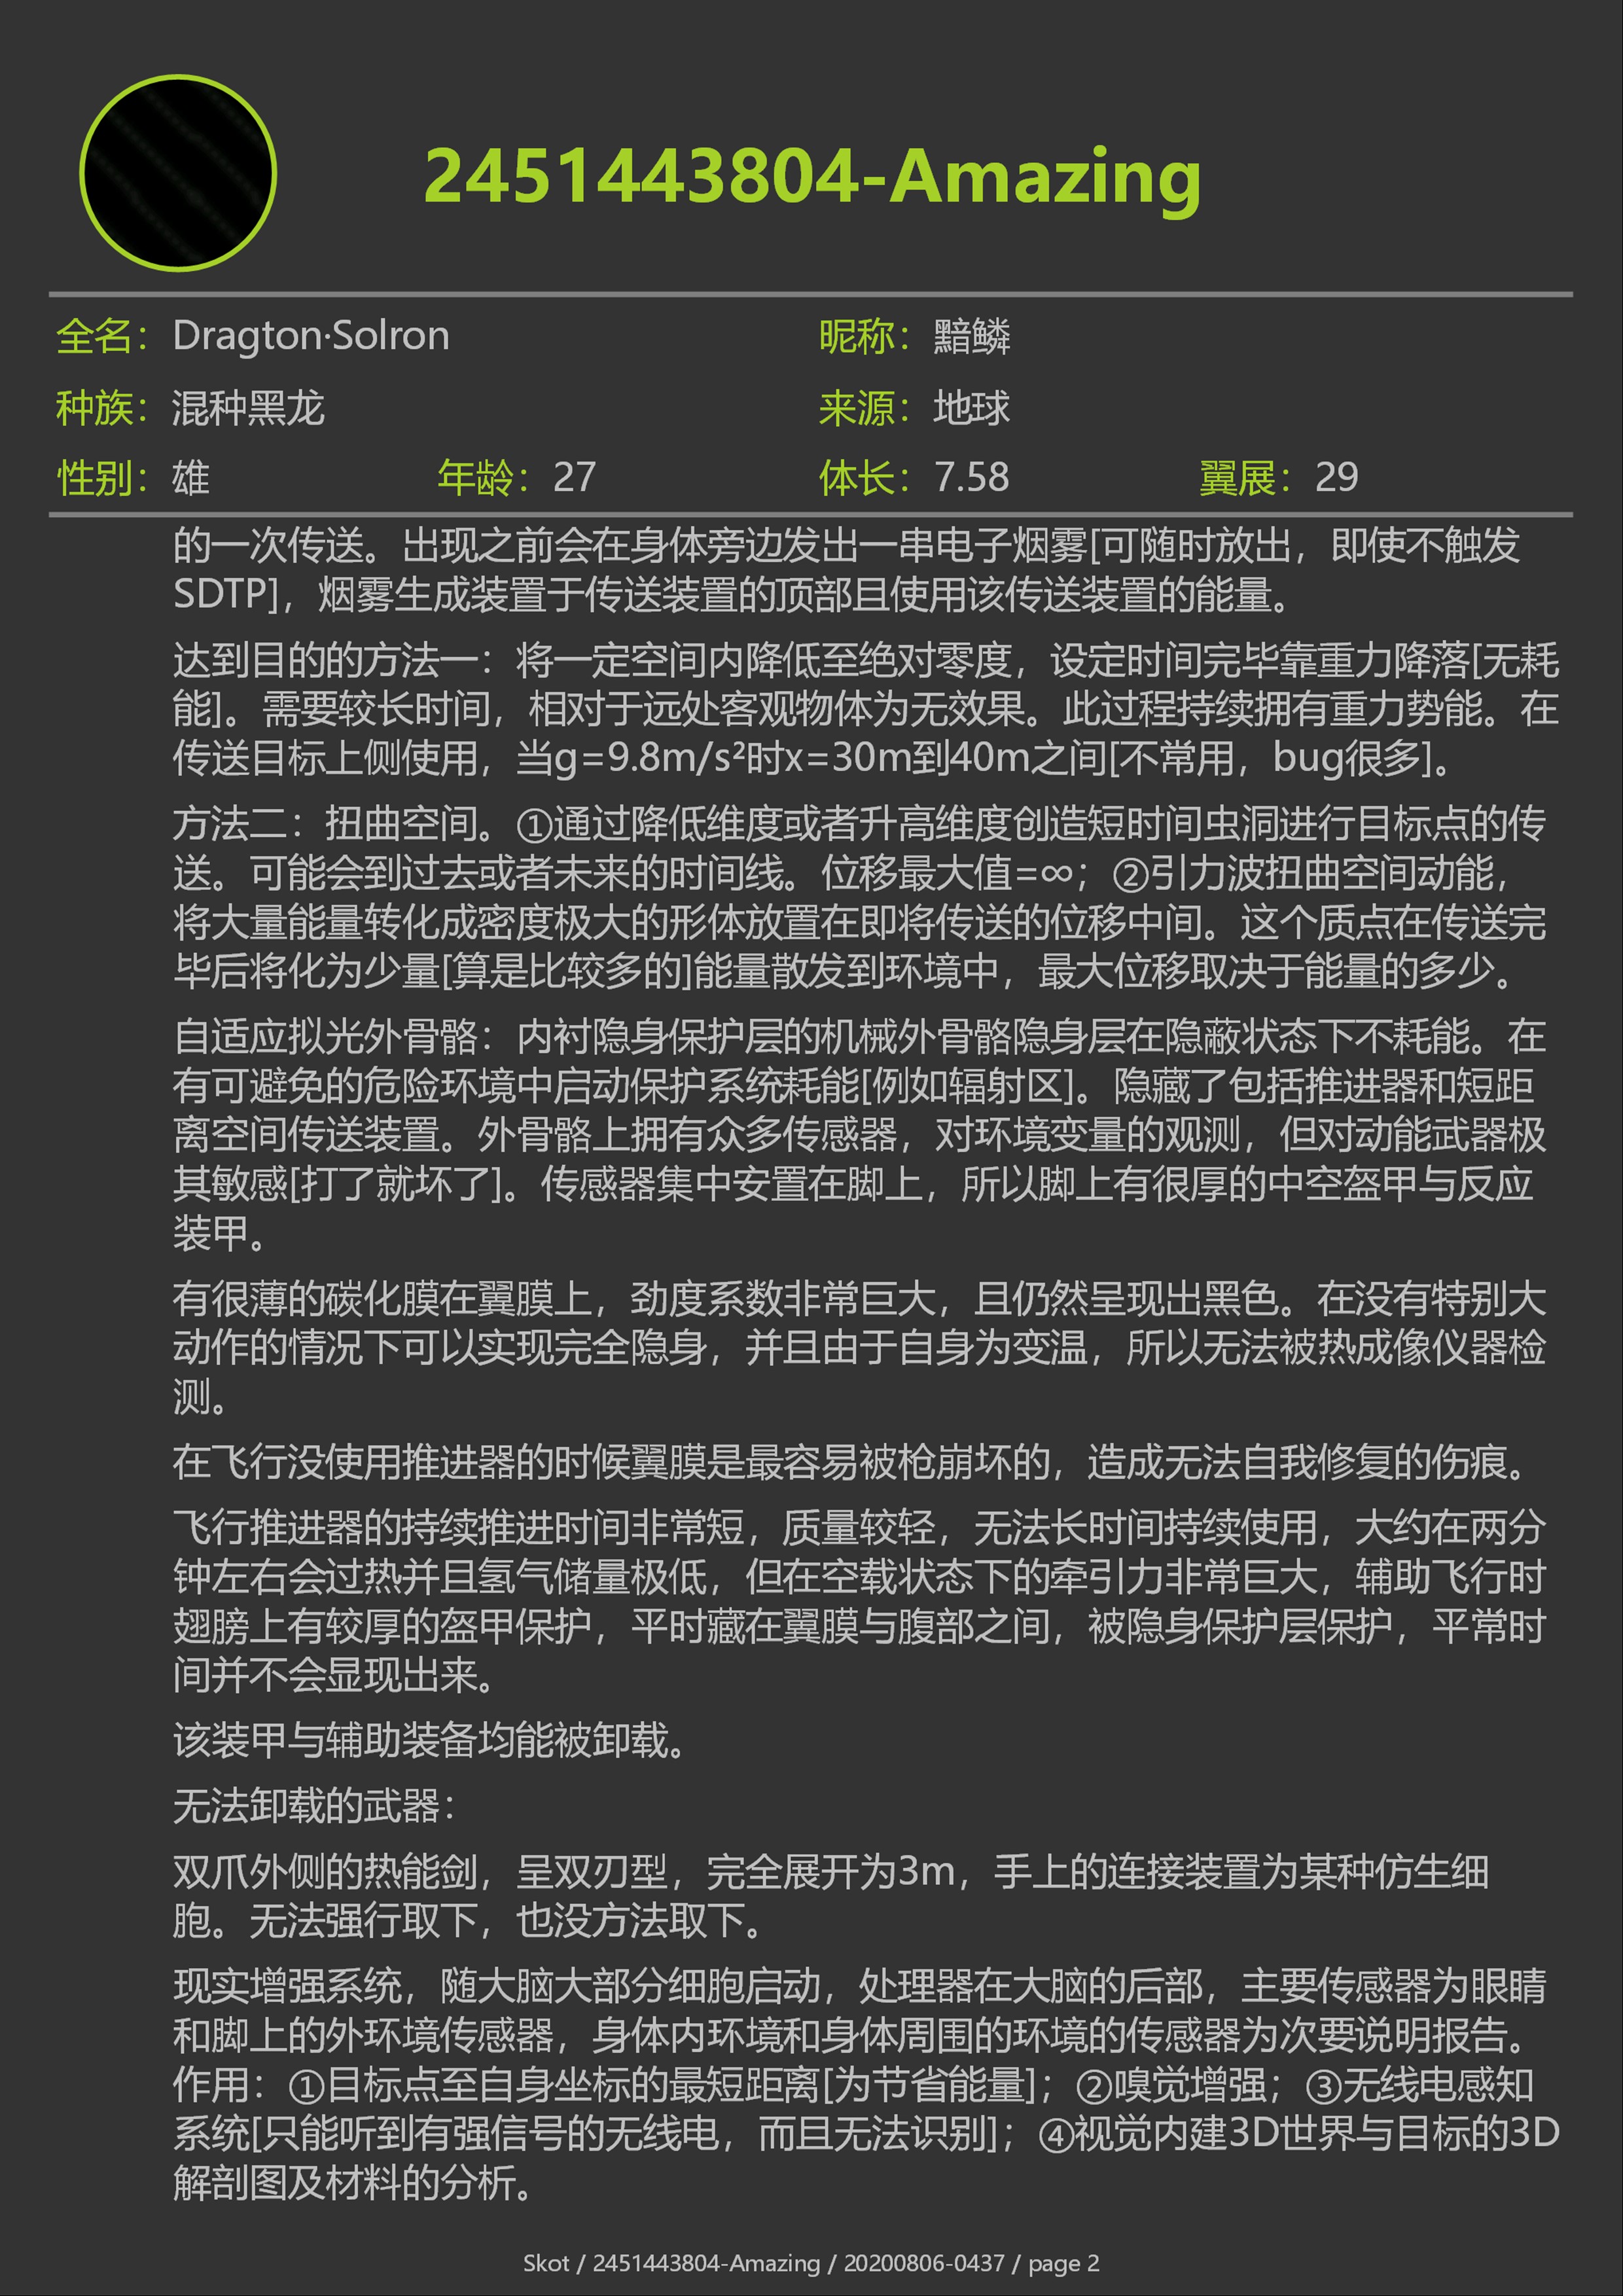 2451443804-Amazing
全名：Dragton·Solron 昵称：黯鳞
种族：混种黑龙 来源：地球
性别：雄 年龄：27 体长：7.58 翼展：29
的一次传送。出现之前会在身体旁边发出一串电子烟雾[可随时放出，即使不触发
SDTP]，烟雾生成装置于传送装置的顶部且使用该传送装置的能量。
达到目的的方法一：将一定空间内降低至绝对零度，设定时间完毕靠重力降落[无耗
能]。需要较长时间，相对于远处客观物体为无效果。此过程持续拥有重力势能。在
传送目标上侧使用，当g=9.8m/s²时x=30m到40m之间[不常用，bug很多]。
方法二：扭曲空间。①通过降低维度或者升高维度创造短时间虫洞进行目标点的传
送。可能会到过去或者未来的时间线。位移最大值=∞；②引力波扭曲空间动能，
将大量能量转化成密度极大的形体放置在即将传送的位移中间。这个质点在传送完
毕后将化为少量[算是比较多的]能量散发到环境中，最大位移取决于能量的多少。
自适应拟光外骨骼：内衬隐身保护层的机械外骨骼隐身层在隐蔽状态下不耗能。在
有可避免的危险环境中启动保护系统耗能[例如辐射区]。隐藏了包括推进器和短距
离空间传送装置。外骨骼上拥有众多传感器，对环境变量的观测，但对动能武器极
其敏感[打了就坏了]。传感器集中安置在脚上，所以脚上有很厚的中空盔甲与反应
装甲。
有很薄的碳化膜在翼膜上，劲度系数非常巨大，且仍然呈现出黑色。在没有特别大
动作的情况下可以实现完全隐身，并且由于自身为变温，所以无法被热成像仪器检
测。
在飞行没使用推进器的时候翼膜是最容易被枪崩坏的，造成无法自我修复的伤痕。
飞行推进器的持续推进时间非常短，质量较轻，无法长时间持续使用，大约在两分
钟左右会过热并且氢气储量极低，但在空载状态下的牵引力非常巨大，辅助飞行时
翅膀上有较厚的盔甲保护，平时藏在翼膜与腹部之间，被隐身保护层保护，平常时
间并不会显现出来。
该装甲与辅助装备均能被卸载。
无法卸载的武器：
双爪外侧的热能剑，呈双刃型，完全展开为3m，手上的连接装置为某种仿生细
胞。无法强行取下，也没方法取下。
现实增强系统，随大脑大部分细胞启动，处理器在大脑的后部，主要传感器为眼睛
和脚上的外环境传感器，身体内环境和身体周围的环境的传感器为次要说明报告。
作用：①目标点至自身坐标的最短距离[为节省能量]；②嗅觉增强；③无线电感知
系统[只能听到有强信号的无线电，而且无法识别]；④视觉内建3D世界与目标的3D
解剖图及材料的分析。
Skot / 2451443804-Amazing / 20200806-0437 / page 2